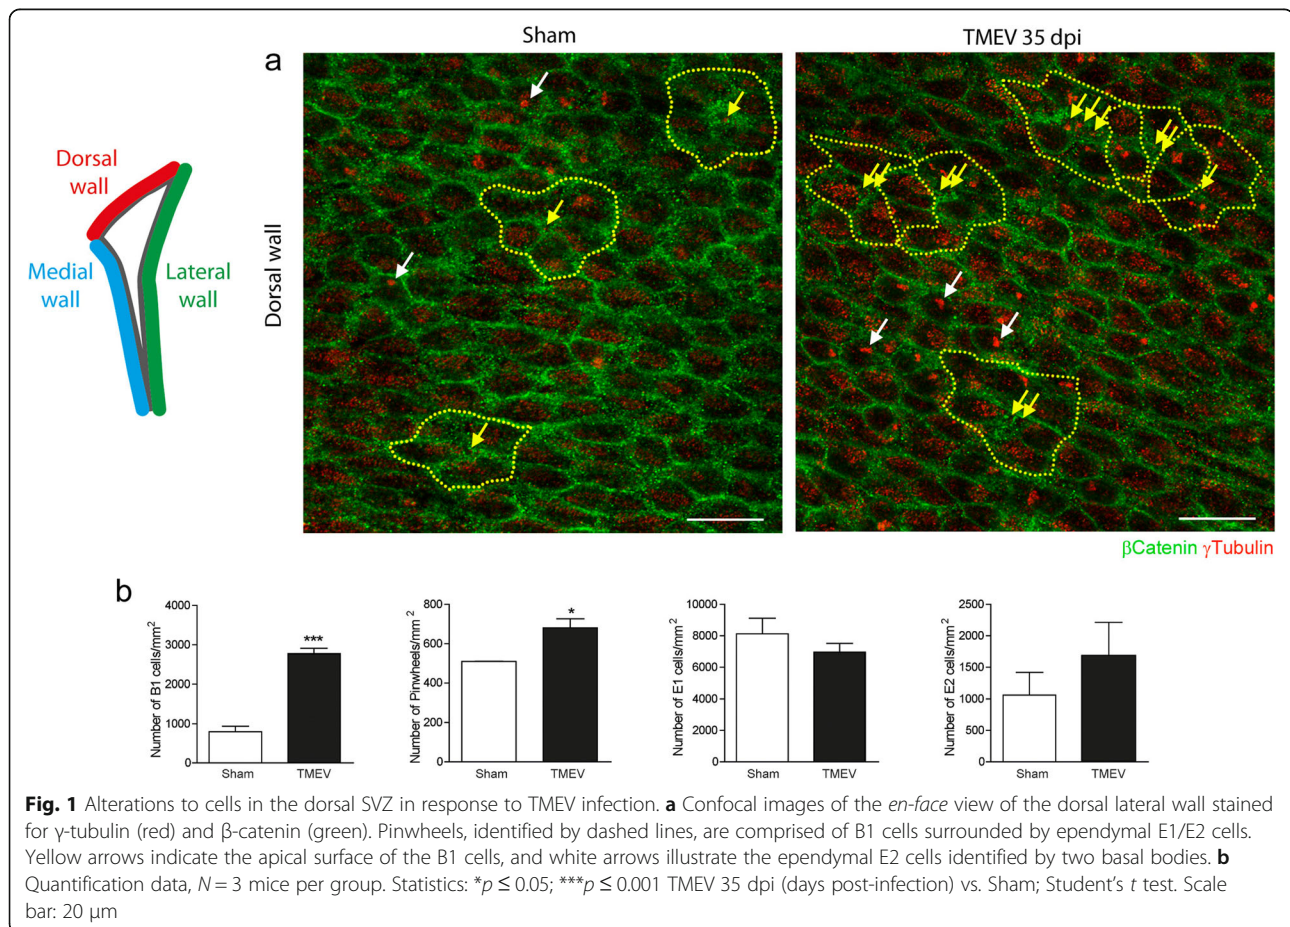 Sham
TMEV 35 dpi
a
Dorsal
wall
Medial
wall
Lateral
wall
Dorsal wall
βCatenin γTubulin
b
Number of B1 cells/mm2
4000
3000
2000
1000
0
***
Sham
TMEV
Number of Pinwheels/mm2
800
600
400
200
0
*
Sham
TMEV
Number of E1 cells/mm2
10000
8000
6000
4000
2000
0
Sham
TMEV
Number of E2 cells/mm2
2500
2000
1500
1000
500
0
Sham
TMEV
Fig. 1 Alterations to cells in the dorsal SVZ in response to TMEV infection. a Confocal images of the en-face view of the dorsal lateral wall stained
for γ-tubulin (red) and β-catenin (green). Pinwheels, identified by dashed lines, are comprised of B1 cells surrounded by ependymal E1/E2 cells.
Yellow arrows indicate the apical surface of the B1 cells, and white arrows illustrate the ependymal E2 cells identified by two basal bodies. b
Quantification data, N = 3 mice per group. Statistics: *p ≤ 0.05; ***p ≤ 0.001 TMEV 35 dpi (days post-infection) vs. Sham; Student's t test. Scale
bar: 20 μm